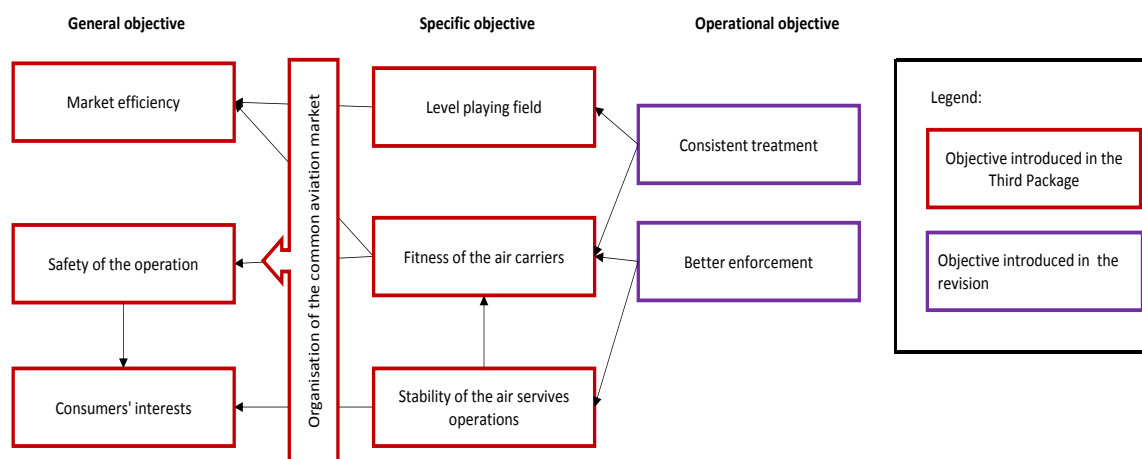 General objective
Specific objective
Operational objective
Market efficiency
Safety of the operation
Consumers' interests
Organisation of the common aviation market
Level playing field
Fitness of the air carriers
Stability of the air servives
operations
Consistent treatment
Better enforcement
Legend:
Objective introduced in the
Third Package
Objective introduced in the
revision